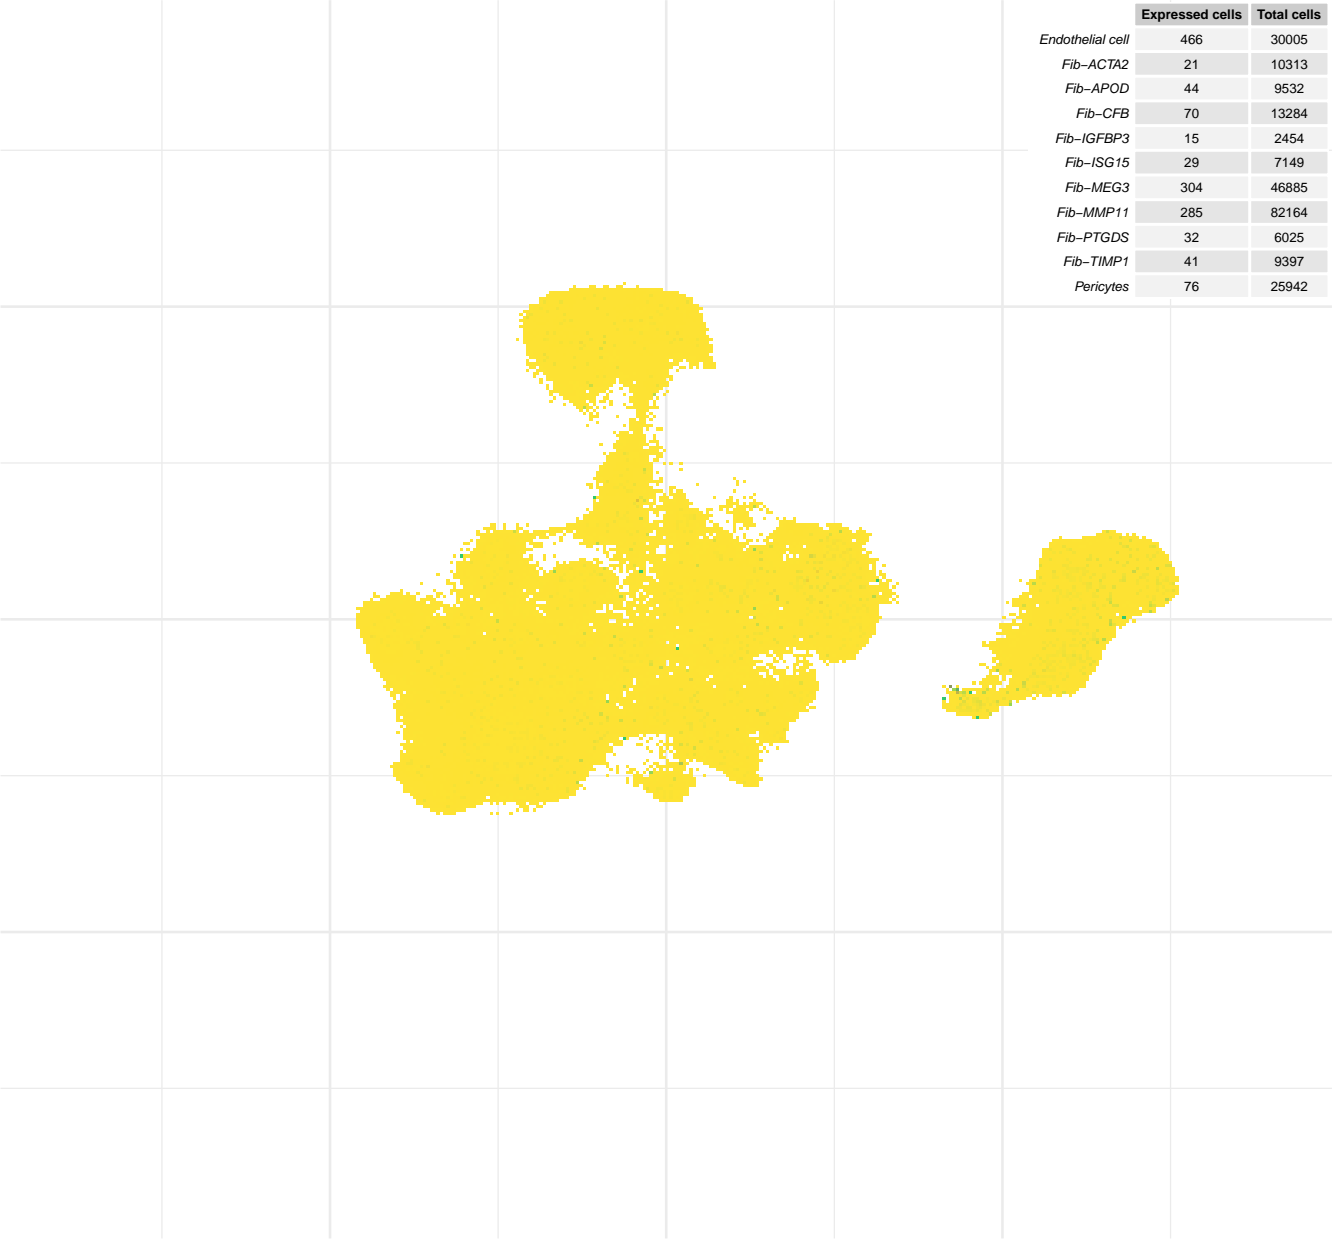 Expressed cells Total cells
Endothelial cell 466 30005
Fib−ACTA2 21 10313
Fib−APOD 44 9532
Fib−CFB 70 13284
Fib−IGFBP3 15 2454
Fib−ISG15 29 7149
Fib−MEG3 304 46885
Fib−MMP11 285 82164
Fib−PTGDS 32 6025
Fib−TIMP1 41 9397
Pericytes 76 25942